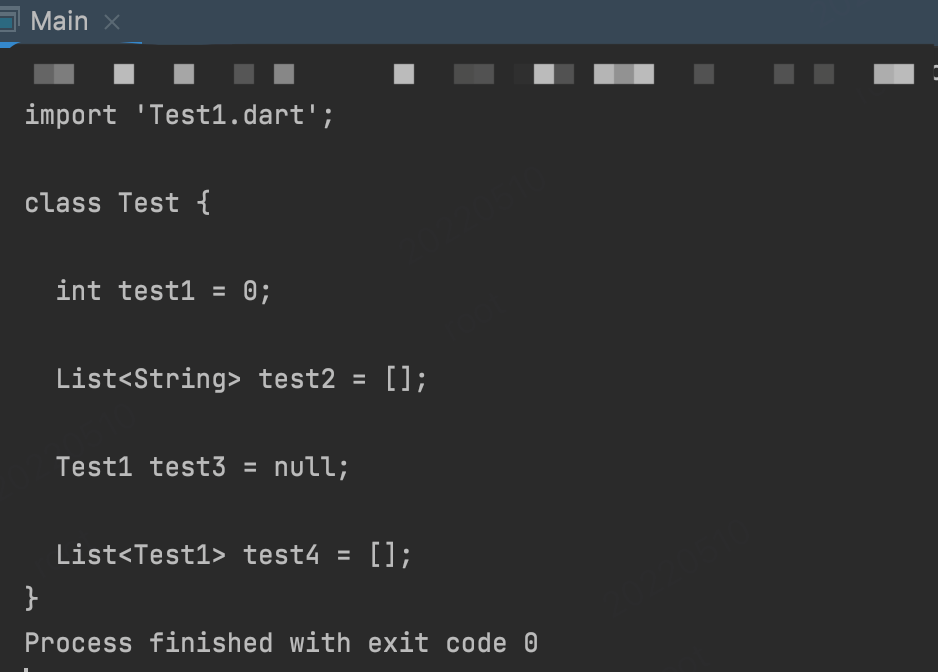 Main
import 'Test1.dart';
class Test {
int test1 = 0;
List<String> test2 = [];
Test1 test3 = null;
List<Test1> test4 = [];
}
Process finished with exit code 0